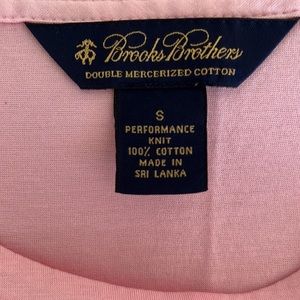 Brooks Brothers
DOUBLE MERCERIZED COTTON
S
PERFORMANCE
KNIT
100% COTTON
MADE IN
SRI LANKA